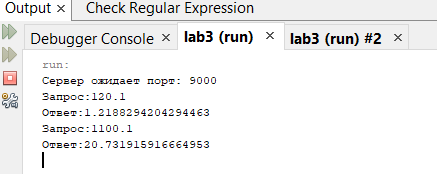 Output × Check Regular Expression
Debugger Console × lab3 (run) × lab3 (run) #2 ×
run:
Сервер ожидает порт: 9000
Запрос:120.1
Ответ:1.2188294204294463
Запрос:1100.1
Ответ:20.731915916664953